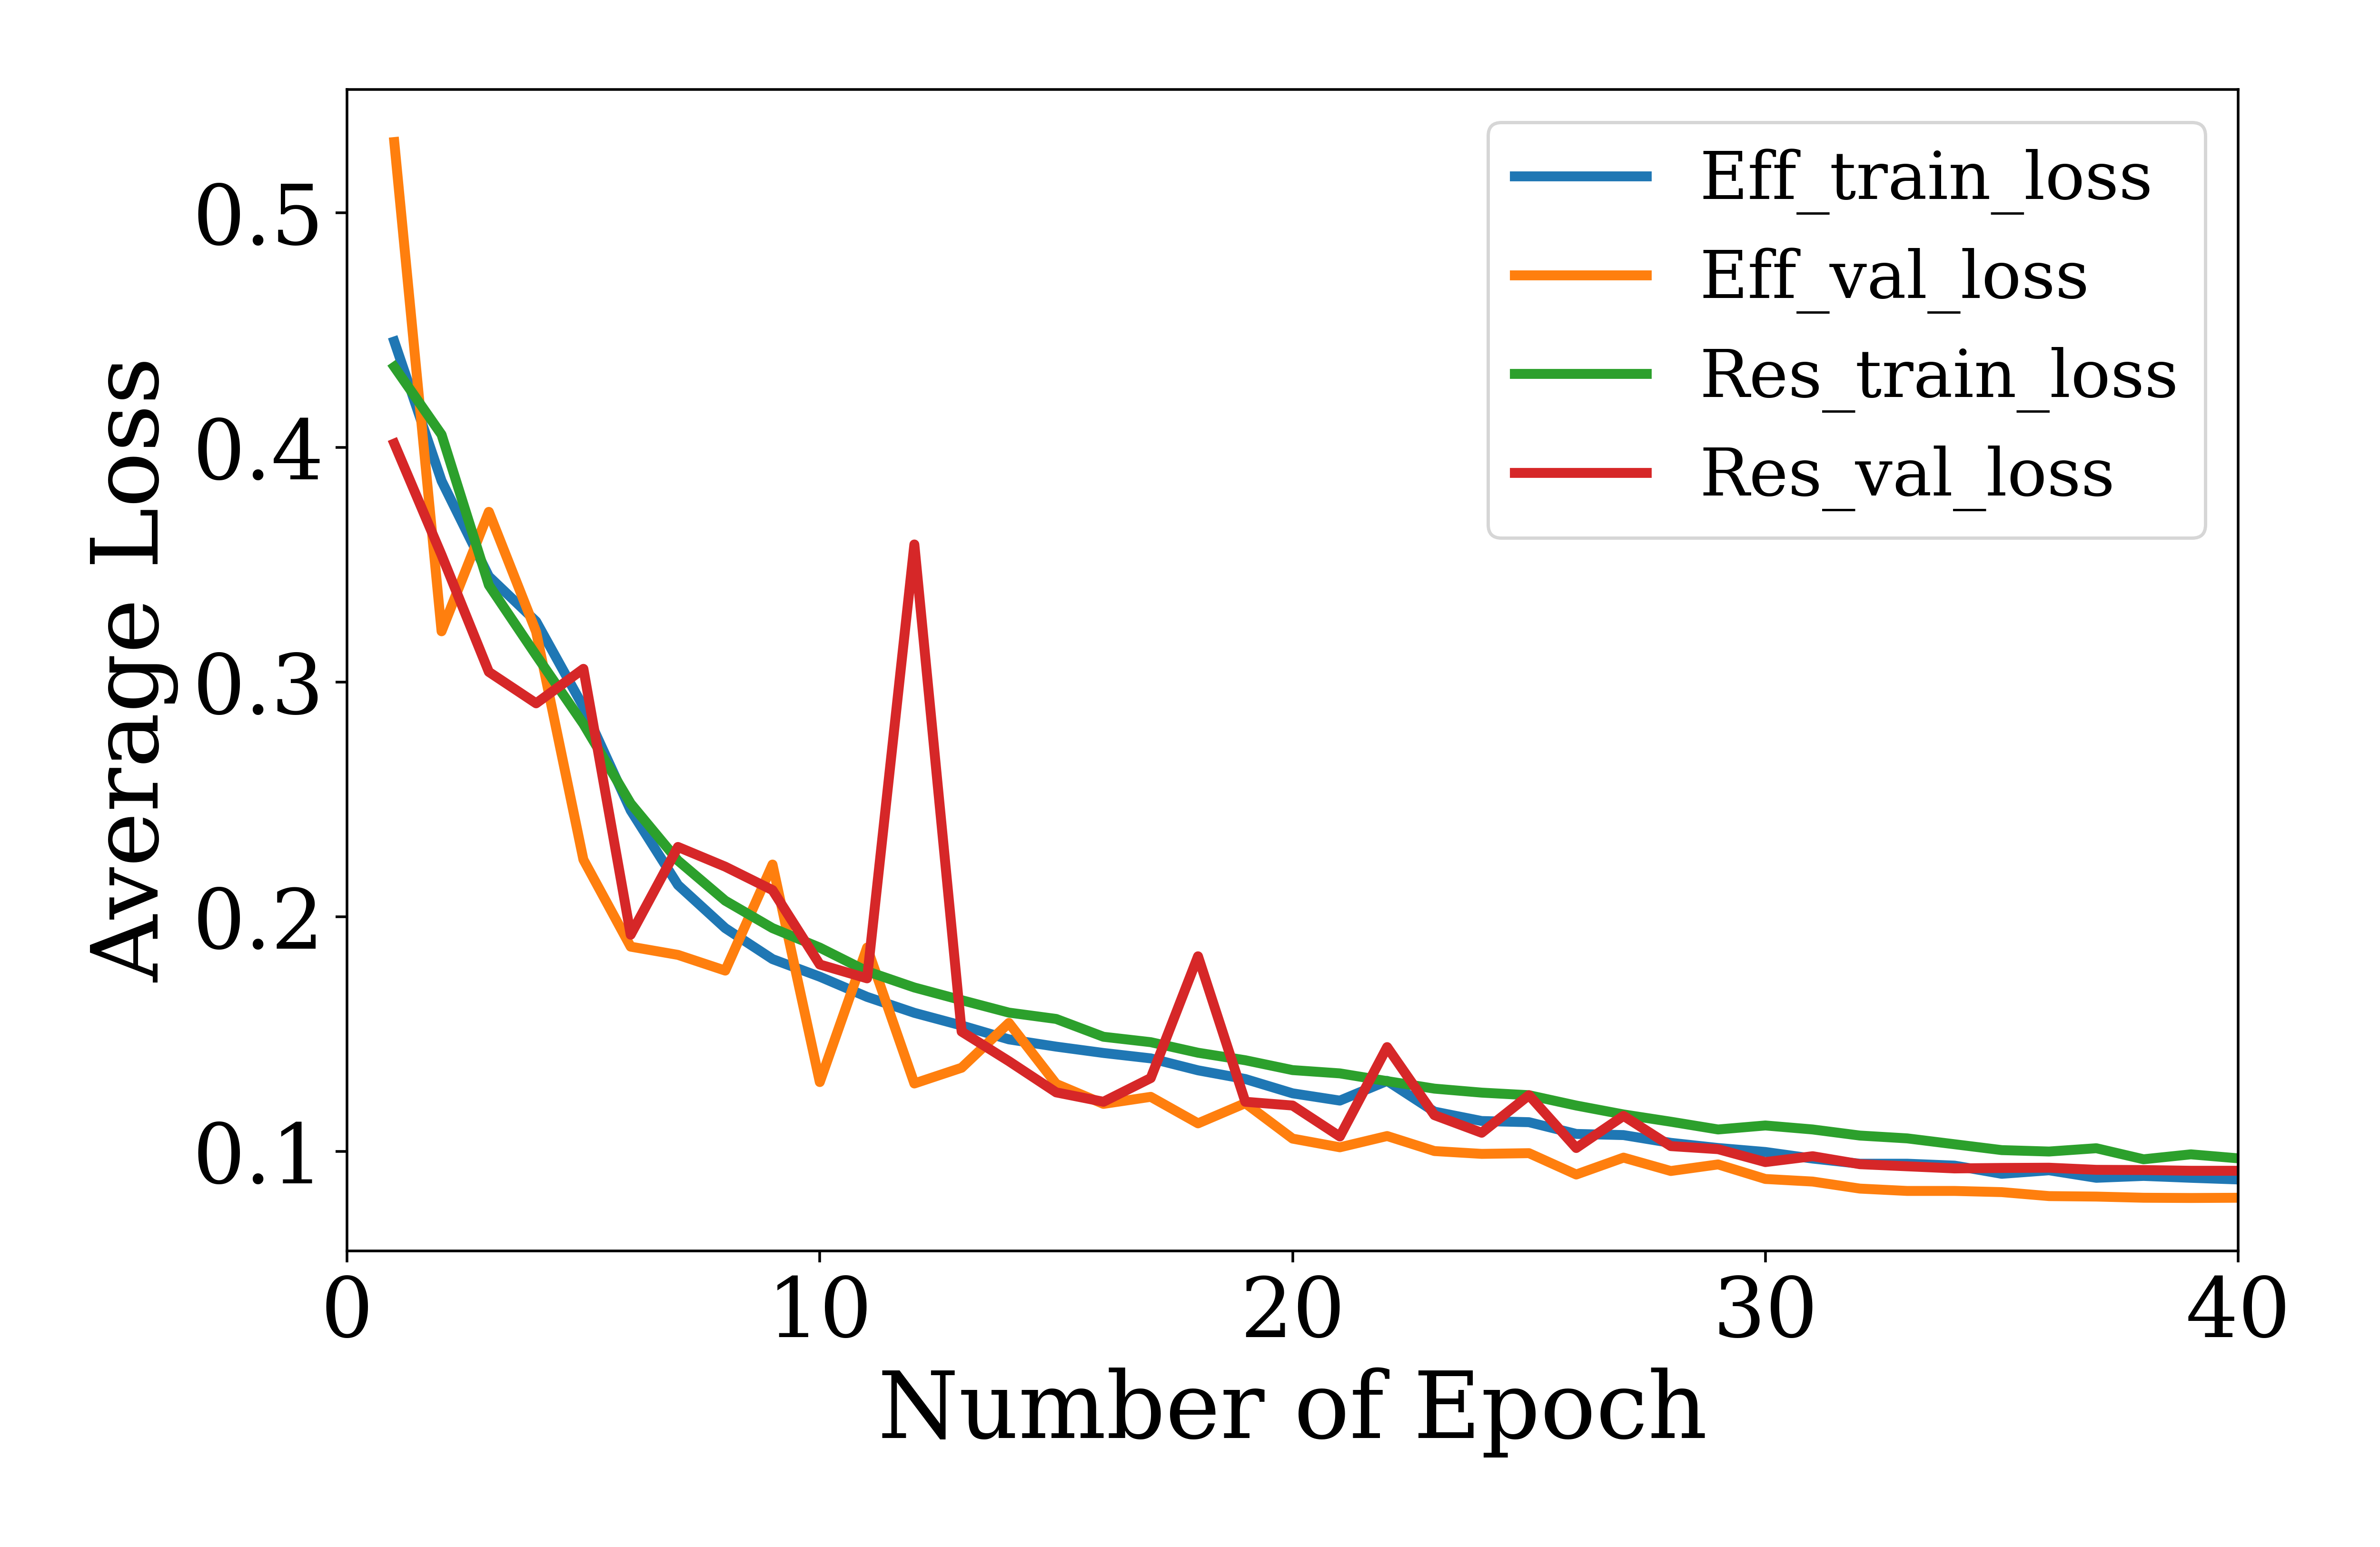 Average Loss
0.5
0.4
0.3
0.2
0.1
Eff_train_loss
Eff_val_loss
Res_train_loss
Res_val_loss
0 10 20 30 40
Number of Epoch